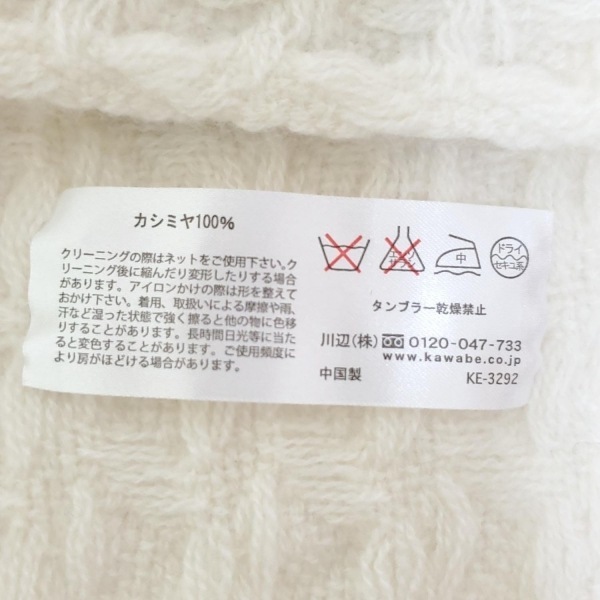 カシミヤ100%
クリーニングの際はネットをご使用下さい。ク
リーニング後に縮んだり変形したりする場合
があります。アイロンかけの際は形を整えて
おかけ下さい。着用、取扱いによる摩擦や雨、
汗など湿った状態で強く擦ると他の物に色移
りすることがあります。長時間日光等に当た
ると変色することがあります。ご使用頻度に
より房がほどける場合があります。
エンソ
サラシ
中
ドライ
セキユ系
タンブラー乾燥禁止
川辺(株) 0120-047-733
www.kawabe.co.jp
中国製 KE-3292